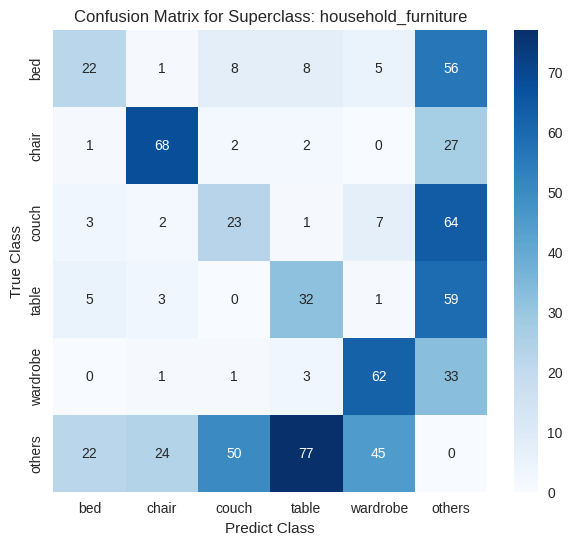 Confusion Matrix for Superclass: household_furniture
True Class
bed 22 1 8 8 5 56
chair 1 68 2 2 0 27
couch 3 2 23 1 7 64
table 5 3 0 32 1 59
wardrobe 0 1 1 3 62 33
others 22 24 50 77 45 0
bed chair couch table wardrobe others
Predict Class
70
60
50
40
30
20
10
0